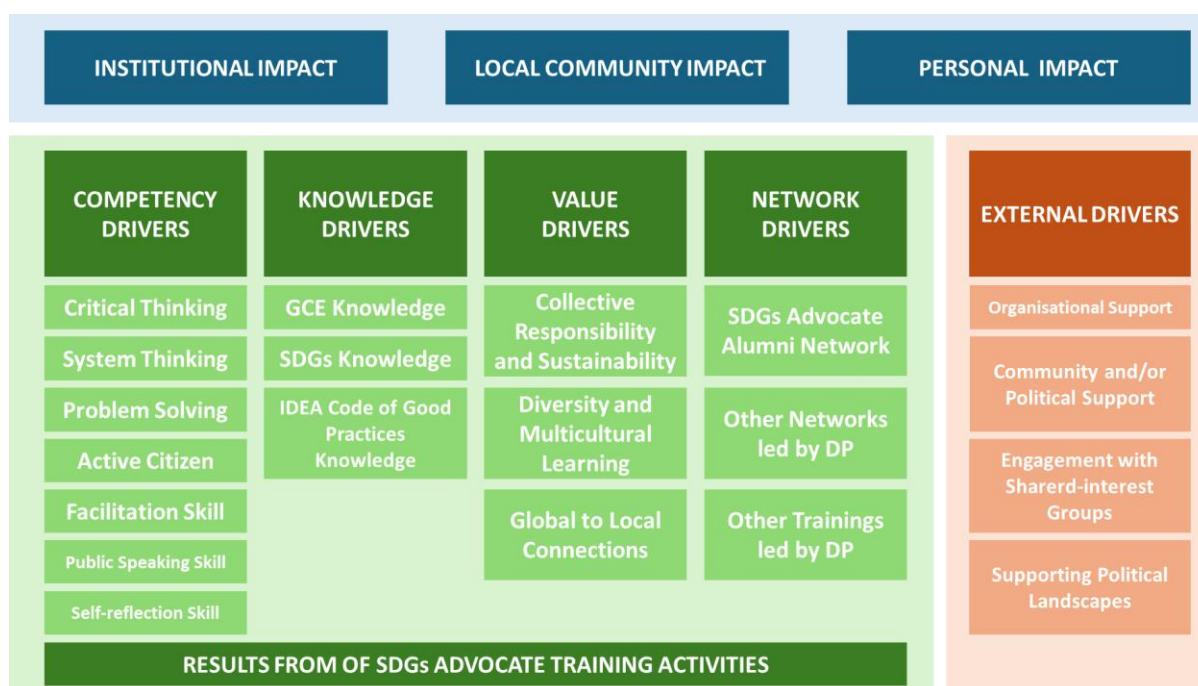 INSTITUTIONAL IMPACT
LOCAL COMMUNITY IMPACT
PERSONAL IMPACT
COMPETENCY
DRIVERS
Critical Thinking
System Thinking
Problem Solving
Active Citizen
Facilitation Skill
Public Speaking Skill
Self-reflection Skill
KNOWLEDGE
DRIVERS
GCE Knowledge
SDGs Knowledge
IDEA Code of Good
Practices
Knowledge
VALUE
DRIVERS
Collective
Responsibility
and Sustainability
Diversity and
Multicultural
Learning
Global to Local
Connections
NETWORK
DRIVERS
SDGs Advocate
Alumni Network
Other Networks
led by DP
Other Trainings
led by DP
RESULTS FROM OF SDGs ADVOCATE TRAINING ACTIVITIES
EXTERNAL DRIVERS
Organisational Support
Community and/or
Political Support
Engagement with
Sharerd-interest
Groups
Supporting Political
Landscapes